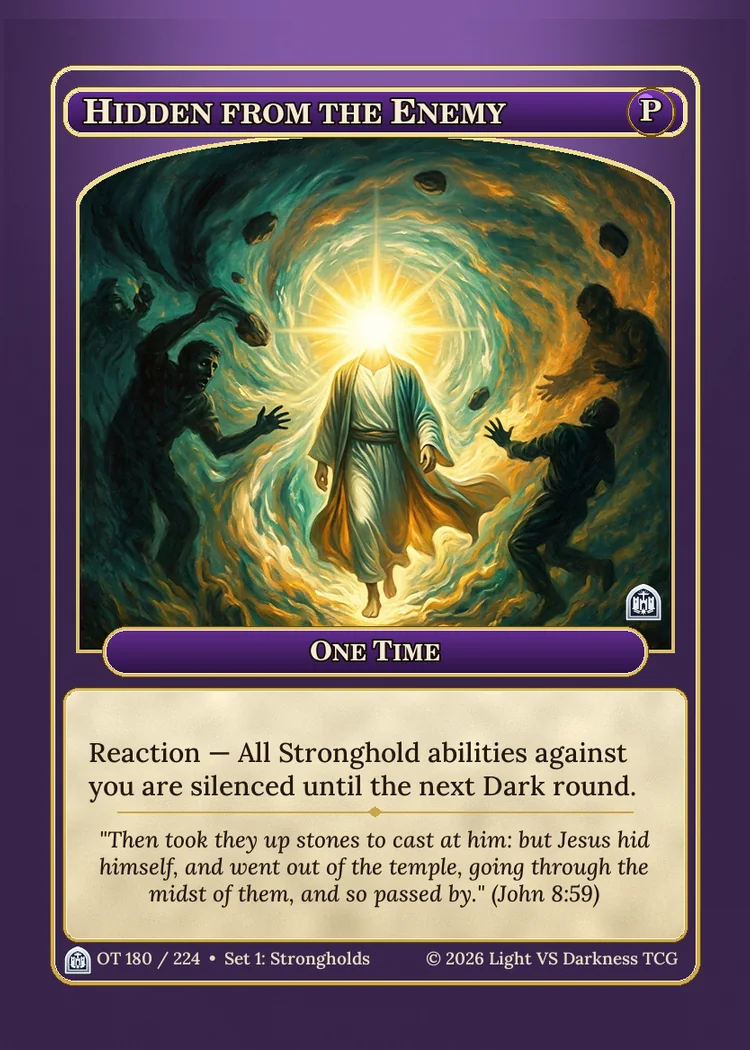 Hidden from the Enemy
P
One Time
Reaction — All Stronghold abilities against
you are silenced until the next Dark round.
"Then took they up stones to cast at him: but Jesus hid
himself, and went out of the temple, going through the
midst of them, and so passed by." (John 8:59)
OT 180 / 224 • Set 1: Strongholds © 2026 Light VS Darkness TCG